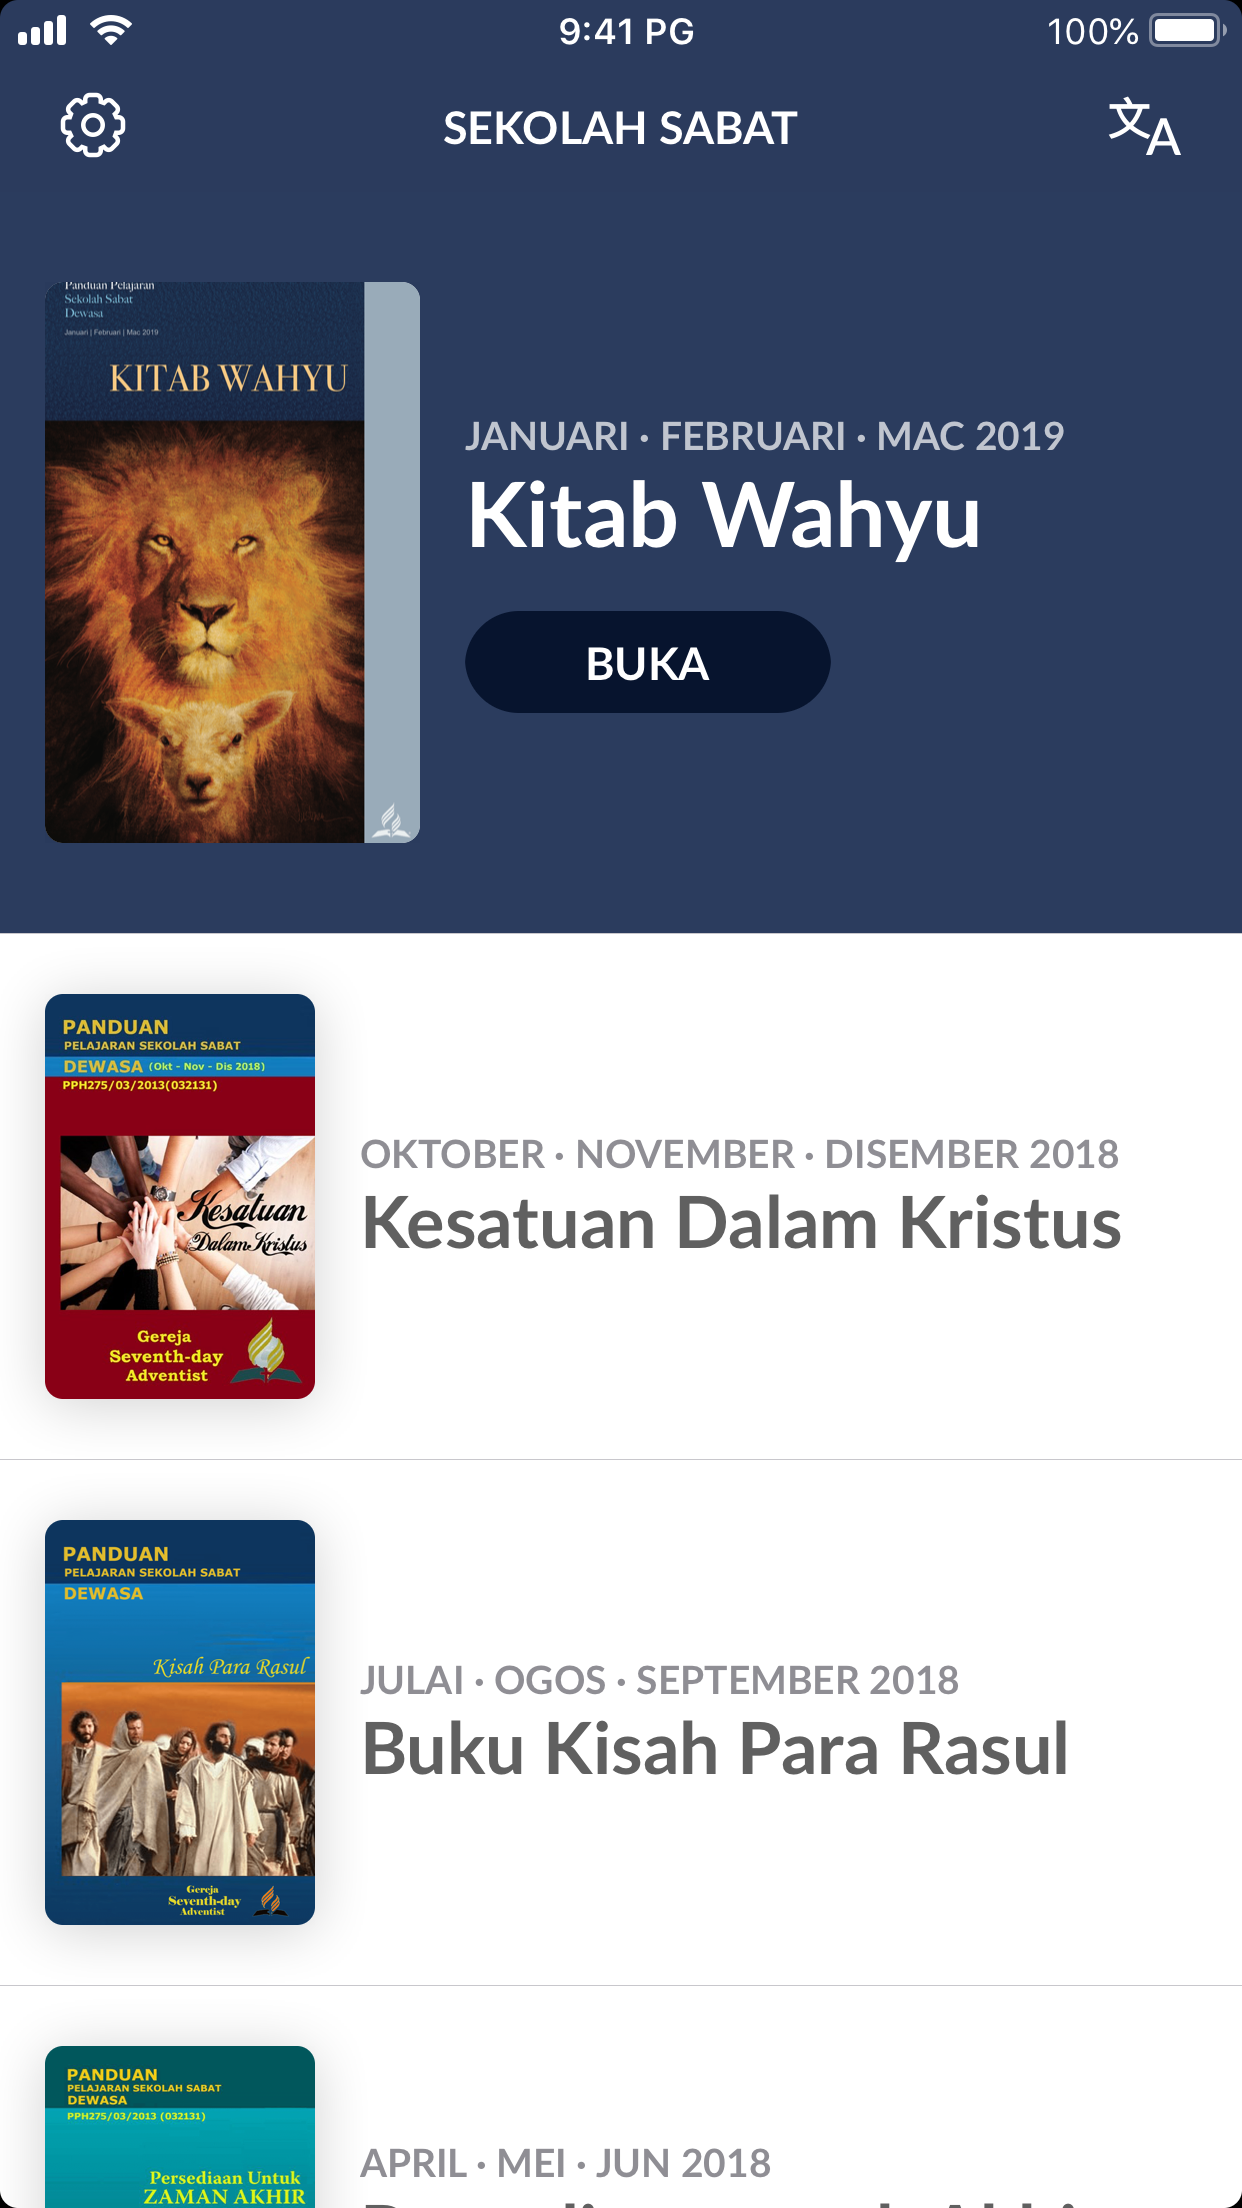 9:41 PG
100%
SEKOLAH SABAT
文A
Panduan Pelajaran
Sekolah Sabat
Dewasa
Januari | Februari | Mac 2019
KITAB WAHYU
JANUARI · FEBRUARI · MAC 2019
Kitab Wahyu
BUKA
PANDUAN
PELAJARAN SEKOLAH SABAT
DEWASA (Okt - Nov - Dis 2018)
PPH275/03/2013(032131)
Kesatuan
Dalam Kristus
Gereja
Seventh-day
Adventist
OKTOBER · NOVEMBER · DISEMBER 2018
Kesatuan Dalam Kristus
PANDUAN
PELAJARAN SEKOLAH SABAT
DEWASA
Kisah Para Rasul
Gereja
Seventh-day
Adventist
JULAI · OGOS · SEPTEMBER 2018
Buku Kisah Para Rasul
PANDUAN
PELAJARAN SEKOLAH SABAT
DEWASA
PPH275/03/2013 (032131)
Persediaan Untuk
ZAMAN AKHIR
APRIL · MEI · JUN 2018